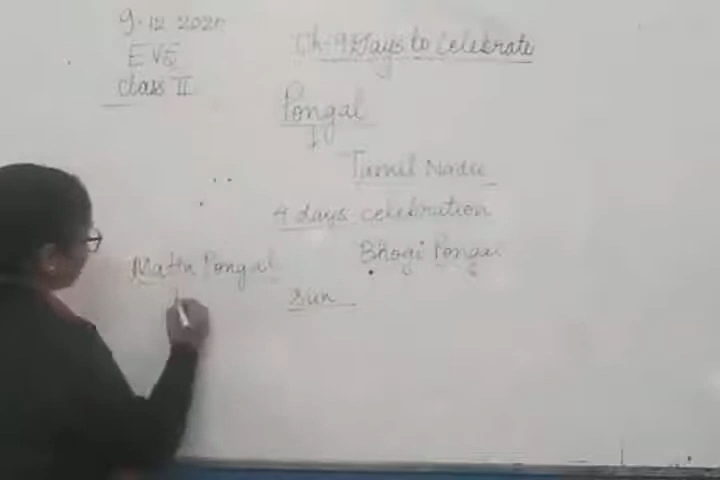 9.12.2020
EVS
Class II
Ch-9 Days to Celebrate
Pongal
Tamil Nadu
4 days celebration
Bhogi Pongal
Mattu Pongal
sun